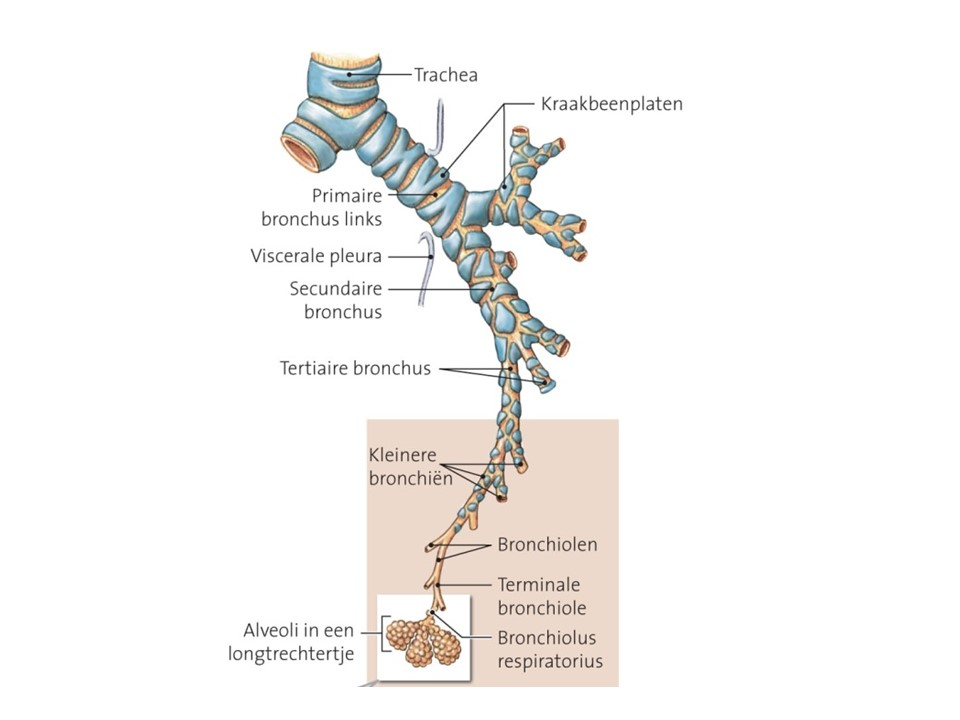 Trachea
Kraakbeenplaten
Primaire
bronchus links
Viscerale pleura
Secundaire
bronchus
Tertiaire bronchus
Kleinere
bronchiën
Bronchiolen
Terminale
bronchiole
Alveoli in een
longtrechtertje
Bronchiolus
respiratorius